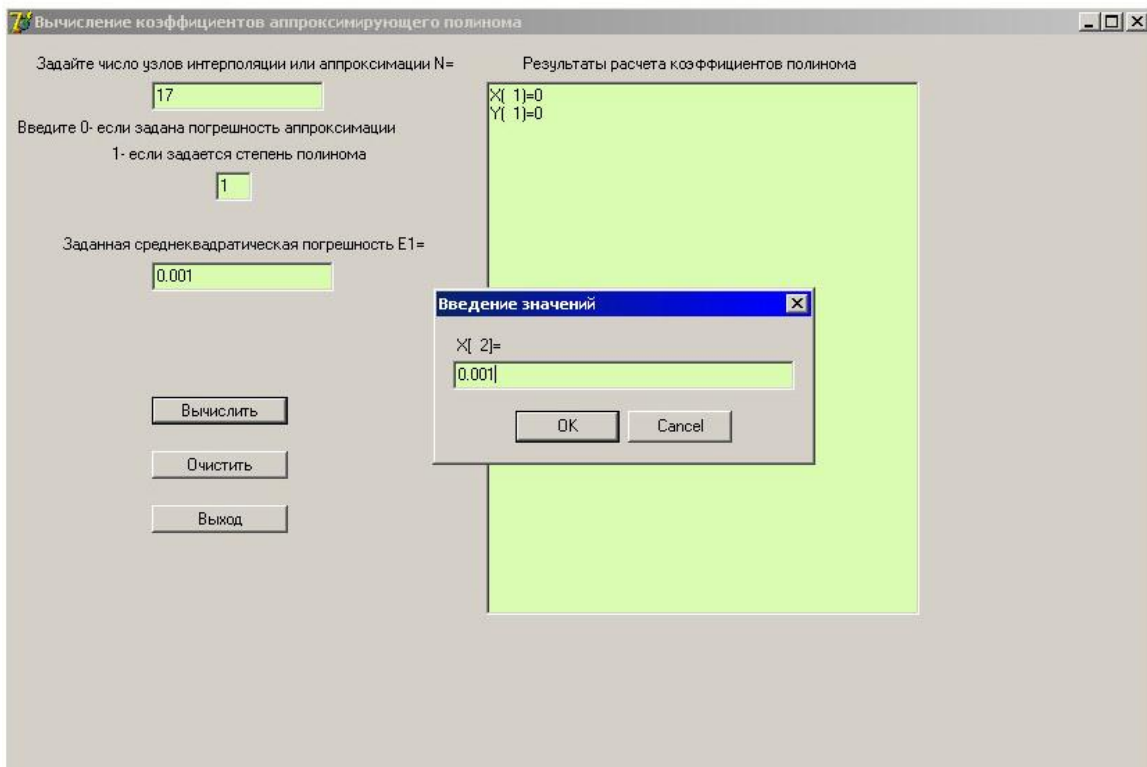 Вычисление коэффициентов аппроксимирующего полинома
Задайте число узлов интерполяции или аппроксимации N=
17
Введите 0- если задана погрешность аппроксимации
1- если задается степень полинома
1
Заданная среднеквадратическая погрешность E1=
0.001
Вычислить
Очистить
Выход
Результаты расчета коэффициентов полинома
X[ 1]=0
Y[ 1]=0
Введение значений
X[ 2]=
0.001
OK
Cancel